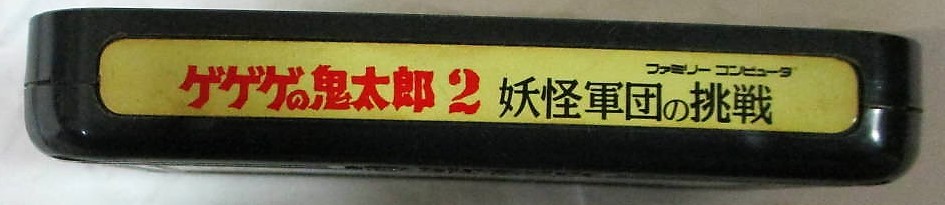 ファミリー コンピュータ
ゲゲゲの鬼太郎 2 妖怪軍団の挑戦